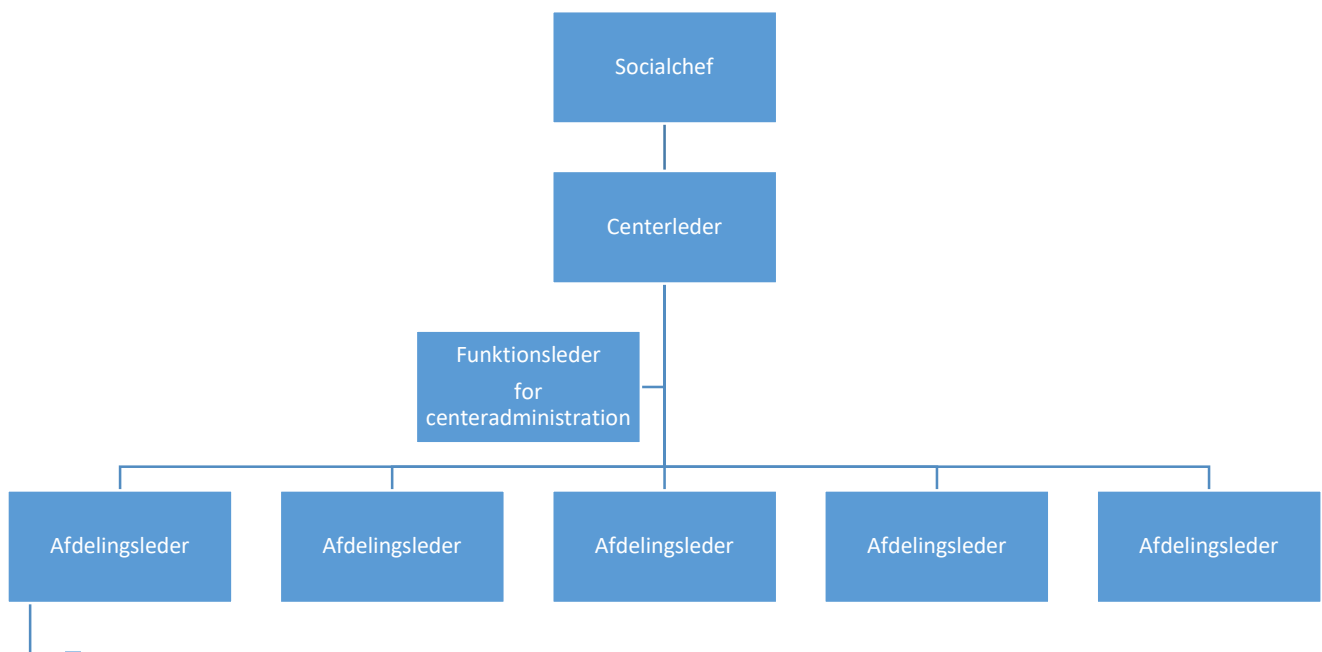 Socialchef
Centerleder
Funktionsleder
for
centeradministration
Afdelingsleder
Afdelingsleder
Afdelingsleder
Afdelingsleder
Afdelingsleder